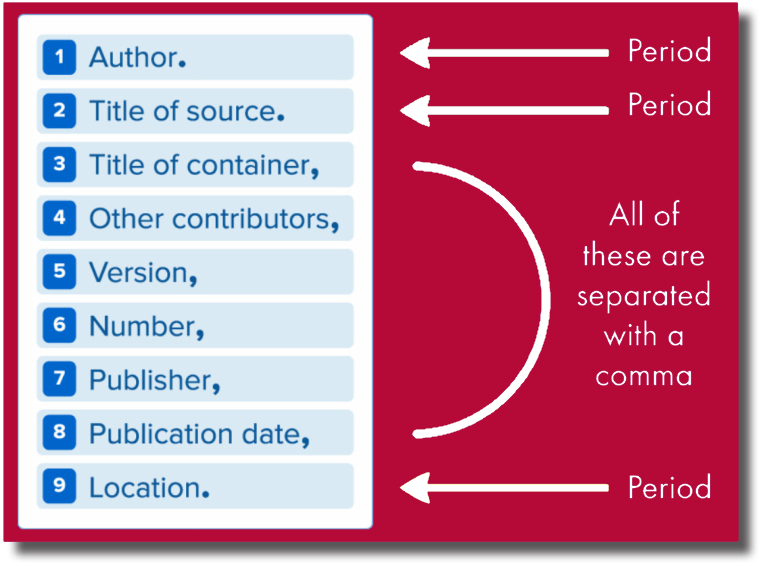 1 Author.
2 Title of source.
3 Title of container,
4 Other contributors,
5 Version,
6 Number,
7 Publisher,
8 Publication date,
9 Location.
Period
Period
All of
these are
separated
with a
comma
Period